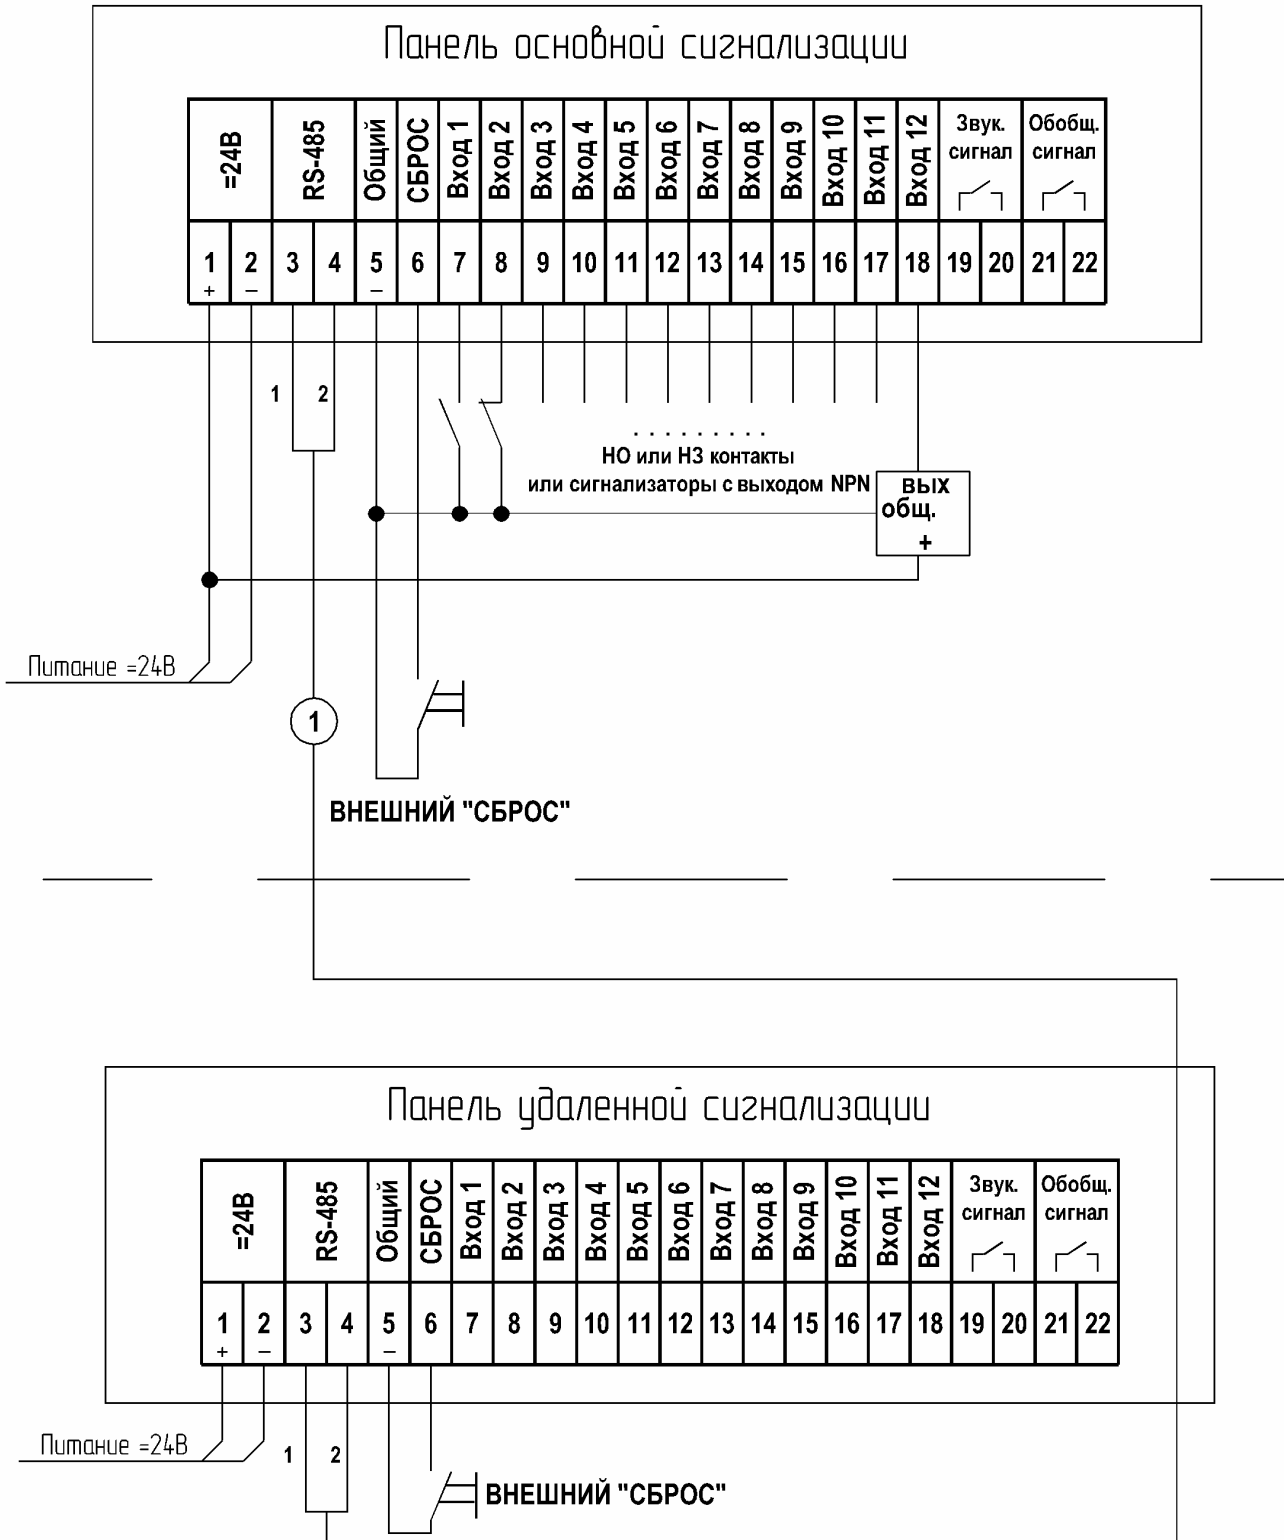 Панель основной сигнализации
=24В RS-485 Общий СБРОС Вход 1 Вход 2 Вход 3 Вход 4 Вход 5 Вход 6 Вход 7 Вход 8 Вход 9 Вход 10 Вход 11 Вход 12 Звук. сигнал Обобщ. сигнал
1 2 3 4 5 6 7 8 9 10 11 12 13 14 15 16 17 18 19 20 21 22
+ – –
1 2
. . . . . . . . .
НО или НЗ контакты
или сигнализаторы с выходом NPN
вых
общ.
+
Питание =24В
1
ВНЕШНИЙ "СБРОС"
Панель удаленной сигнализации
=24В RS-485 Общий СБРОС Вход 1 Вход 2 Вход 3 Вход 4 Вход 5 Вход 6 Вход 7 Вход 8 Вход 9 Вход 10 Вход 11 Вход 12 Звук. сигнал Обобщ. сигнал
1 2 3 4 5 6 7 8 9 10 11 12 13 14 15 16 17 18 19 20 21 22
+ – –
Питание =24В
1 2
ВНЕШНИЙ "СБРОС"